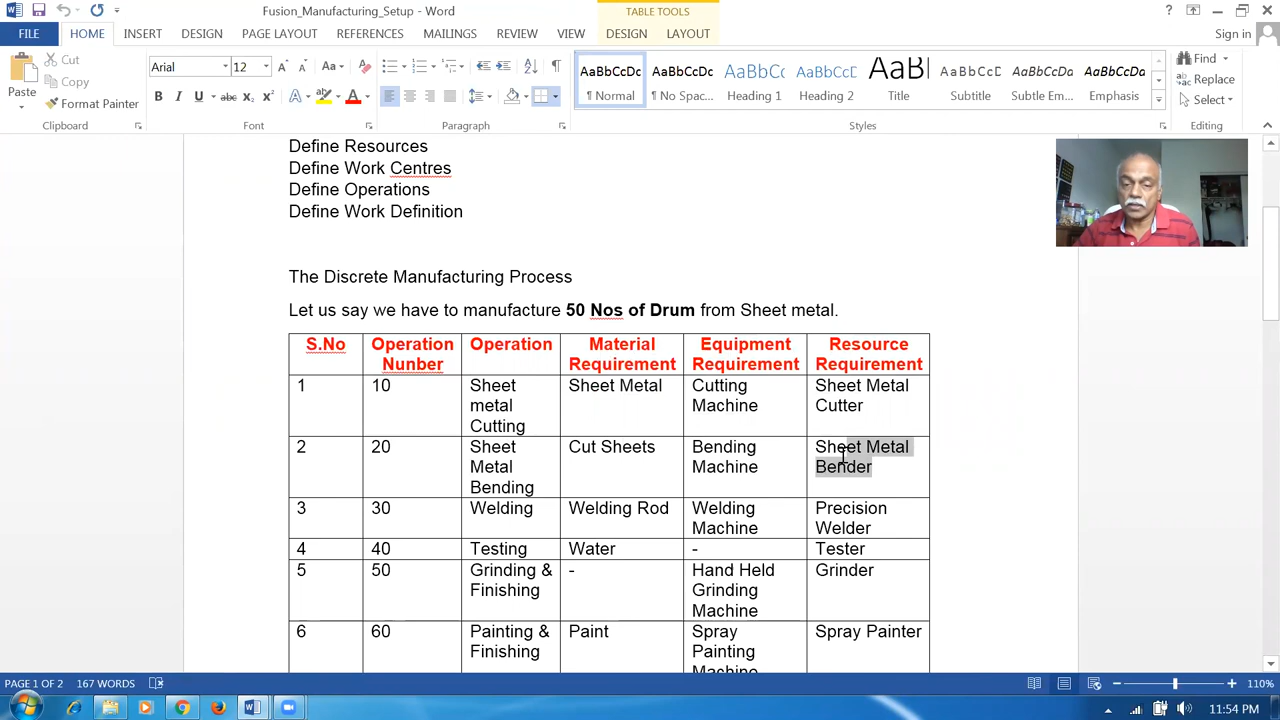 Fusion_Manufacturing_Setup - Word
TABLE TOOLS
?
FILE
HOME
INSERT
DESIGN
PAGE LAYOUT
REFERENCES
MAILINGS
REVIEW
VIEW
DESIGN
LAYOUT
Sign in
Paste
Cut
Copy
Format Painter
Clipboard
Arial
12
Font
Paragraph
AaBbCcDc
¶ Normal
AaBbCcDc
¶ No Spac...
AaBbCc
Heading 1
AaBbCcC
Heading 2
AaBb
Title
AaBbCcD
Subtitle
AaBbCcDa
Subtle Em...
AaBbCcDa
Emphasis
Styles
Find
Replace
Select
Editing
Define Resources
Define Work Centres
Define Operations
Define Work Definition
The Discrete Manufacturing Process
Let us say we have to manufacture 50 Nos of Drum from Sheet metal.
S.No
Operation
Nunber
Operation
Material
Requirement
Equipment
Requirement
Resource
Requirement
1
10
Sheet
metal
Cutting
Sheet Metal
Cutting
Machine
Sheet Metal
Cutter
2
20
Sheet
Metal
Bending
Cut Sheets
Bending
Machine
Sheet Metal
Bender
3
30
Welding
Welding Rod
Welding
Machine
Precision
Welder
4
40
Testing
Water
-
Tester
5
50
Grinding &
Finishing
-
Hand Held
Grinding
Machine
Grinder
6
60
Painting &
Finishing
Paint
Spray
Painting
Machine
Spray Painter
PAGE 1 OF 2
167 WORDS
110%
11:54 PM